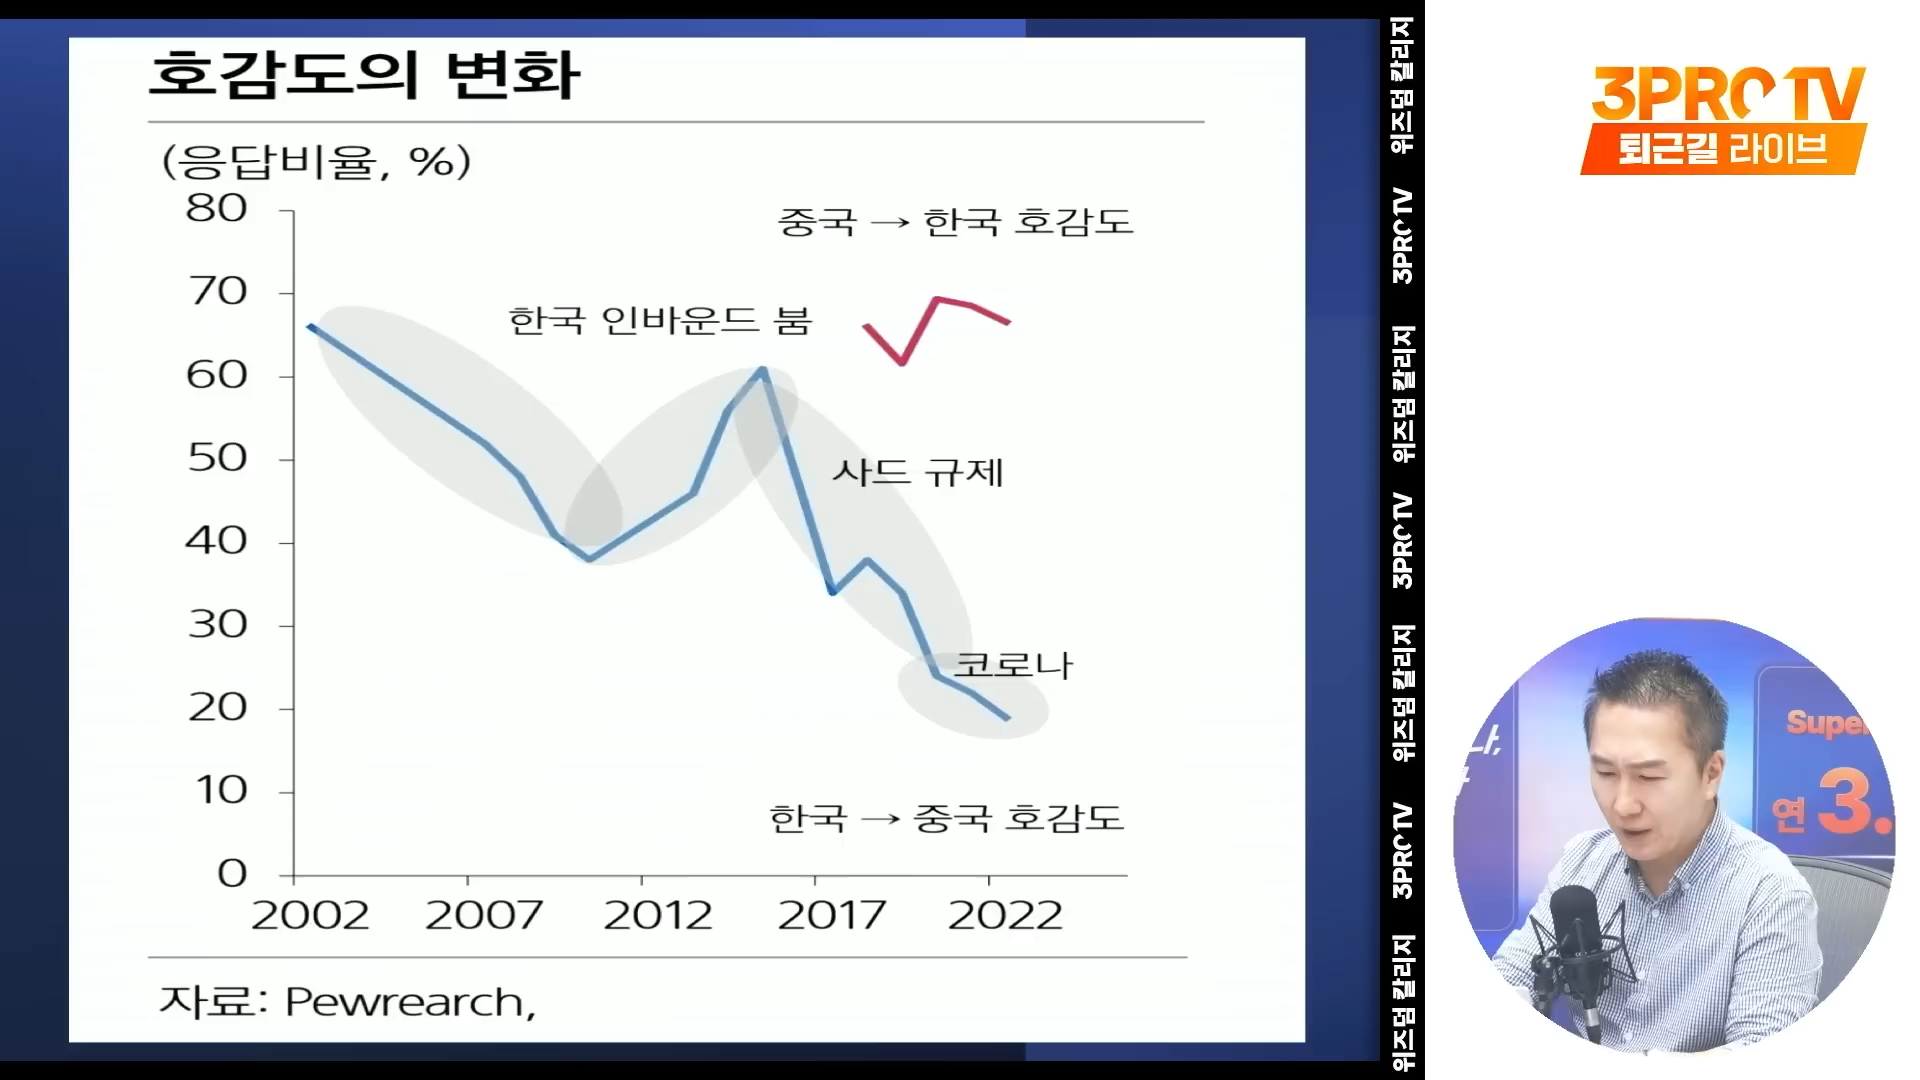 호감도의 변화
(응답비율, %)
80
70
60
50
40
30
20
10
0
중국 → 한국 호감도
한국 인바운드 붐
사드 규제
코로나
한국 → 중국 호감도
2002 2007 2012 2017 2022
자료: Pewrearch,
위즈덤 칼리지
3PROTV
위즈덤 칼리지
3PROTV
위즈덤 칼리지
3PROTV
위즈덤 칼리지
3PROTV
퇴근길 라이브
나,
Super
연 3.